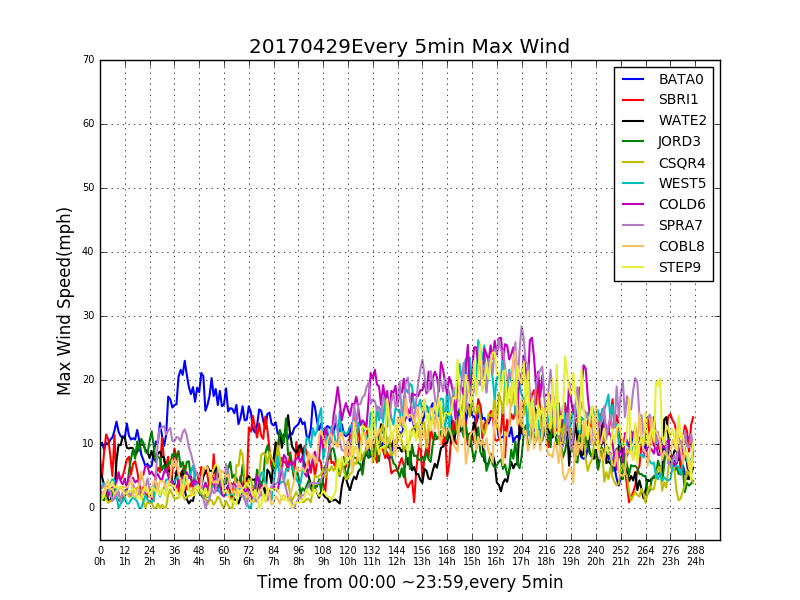 20170429Every 5min Max Wind
70
60
50
40
30
20
10
0
Max Wind Speed(mph)
BATA0
SBRI1
WATE2
JORD3
CSQR4
WEST5
COLD6
SPRA7
COBL8
STEP9
0 12 24 36 48 60 72 84 96 108 120 132 144 156 168 180 192 204 216 228 240 252 264 276 288
0h 1h 2h 3h 4h 5h 6h 7h 8h 9h 10h 11h 12h 13h 14h 15h 16h 17h 18h 19h 20h 21h 22h 23h 24h
Time from 00:00 ~23:59,every 5min